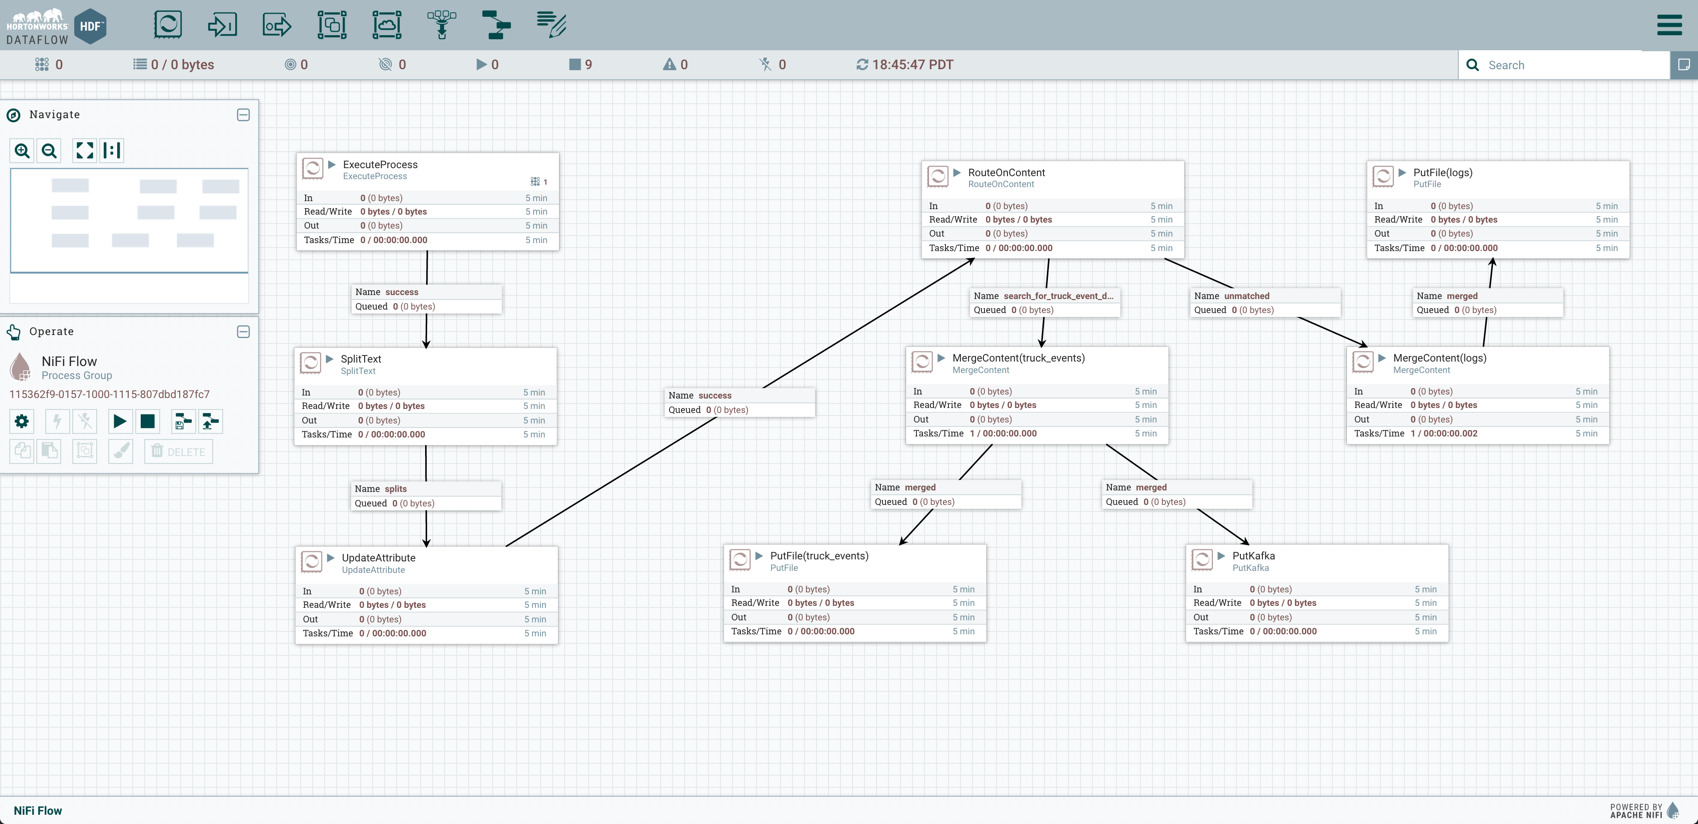 HORTONWORKS
DATAFLOW
HDF
0
0 / 0 bytes
0
0
0
9
0
0
18:45:47 PDT
Search
Navigate
Operate
NiFi Flow
Process Group
115362f9-0157-1000-1115-807dbd187fc7
DELETE
ExecuteProcess
ExecuteProcess
1
In 0 (0 bytes) 5 min
Read/Write 0 bytes / 0 bytes 5 min
Out 0 (0 bytes) 5 min
Tasks/Time 0 / 00:00:00.000 5 min
Name success
Queued 0 (0 bytes)
SplitText
SplitText
In 0 (0 bytes) 5 min
Read/Write 0 bytes / 0 bytes 5 min
Out 0 (0 bytes) 5 min
Tasks/Time 0 / 00:00:00.000 5 min
Name splits
Queued 0 (0 bytes)
UpdateAttribute
UpdateAttribute
In 0 (0 bytes) 5 min
Read/Write 0 bytes / 0 bytes 5 min
Out 0 (0 bytes) 5 min
Tasks/Time 0 / 00:00:00.000 5 min
Name success
Queued 0 (0 bytes)
RouteOnContent
RouteOnContent
In 0 (0 bytes) 5 min
Read/Write 0 bytes / 0 bytes 5 min
Out 0 (0 bytes) 5 min
Tasks/Time 0 / 00:00:00.000 5 min
Name search_for_truck_event_d...
Queued 0 (0 bytes)
Name unmatched
Queued 0 (0 bytes)
PutFile(logs)
PutFile
In 0 (0 bytes) 5 min
Read/Write 0 bytes / 0 bytes 5 min
Out 0 (0 bytes) 5 min
Tasks/Time 0 / 00:00:00.000 5 min
Name merged
Queued 0 (0 bytes)
MergeContent(truck_events)
MergeContent
In 0 (0 bytes) 5 min
Read/Write 0 bytes / 0 bytes 5 min
Out 0 (0 bytes) 5 min
Tasks/Time 1 / 00:00:00.000 5 min
MergeContent(logs)
MergeContent
In 0 (0 bytes) 5 min
Read/Write 0 bytes / 0 bytes 5 min
Out 0 (0 bytes) 5 min
Tasks/Time 1 / 00:00:00.002 5 min
Name merged
Queued 0 (0 bytes)
Name merged
Queued 0 (0 bytes)
PutFile(truck_events)
PutFile
In 0 (0 bytes) 5 min
Read/Write 0 bytes / 0 bytes 5 min
Out 0 (0 bytes) 5 min
Tasks/Time 0 / 00:00:00.000 5 min
PutKafka
PutKafka
In 0 (0 bytes) 5 min
Read/Write 0 bytes / 0 bytes 5 min
Out 0 (0 bytes) 5 min
Tasks/Time 0 / 00:00:00.000 5 min
NiFi Flow
POWERED BY
APACHE NIFI